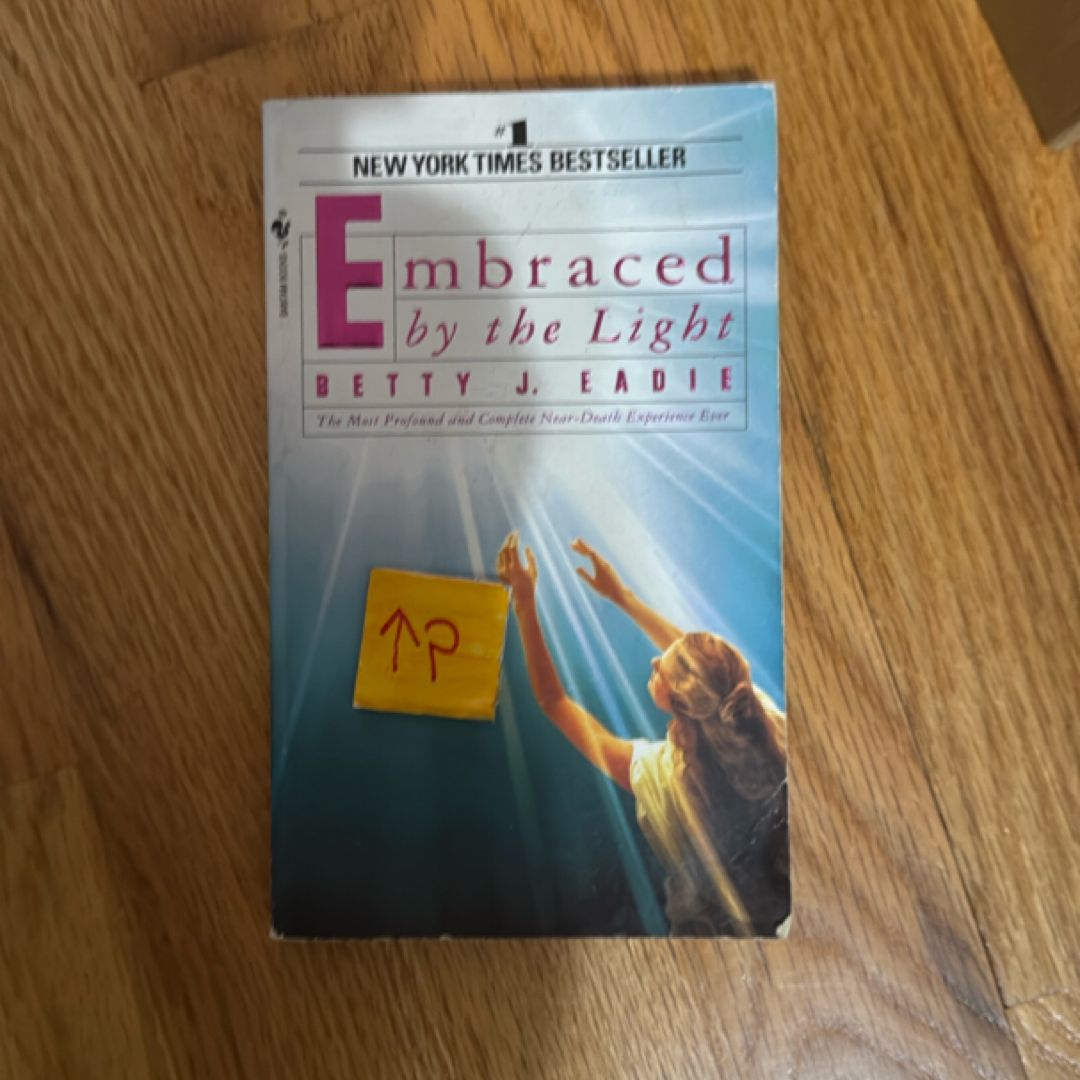 #1
NEW YORK TIMES BESTSELLER
Embraced
by the Light
BETTY J. EADIE
The Most Profound and Complete Near-Death Experience Ever